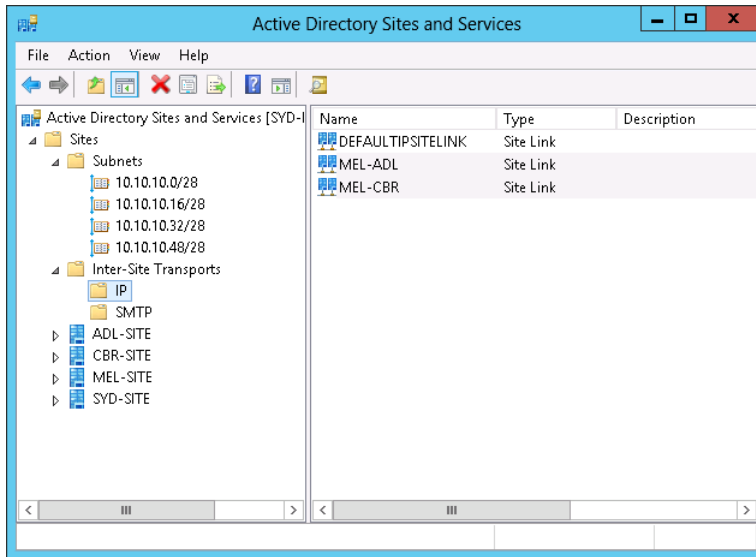 Active Directory Sites and Services
File Action View Help
Active Directory Sites and Services [SYD-
Sites
Subnets
10.10.10.0/28
10.10.10.16/28
10.10.10.32/28
10.10.10.48/28
Inter-Site Transports
IP
SMTP
ADL-SITE
CBR-SITE
MEL-SITE
SYD-SITE
Name Type Description
DEFAULTIPSITELINK Site Link
MEL-ADL Site Link
MEL-CBR Site Link